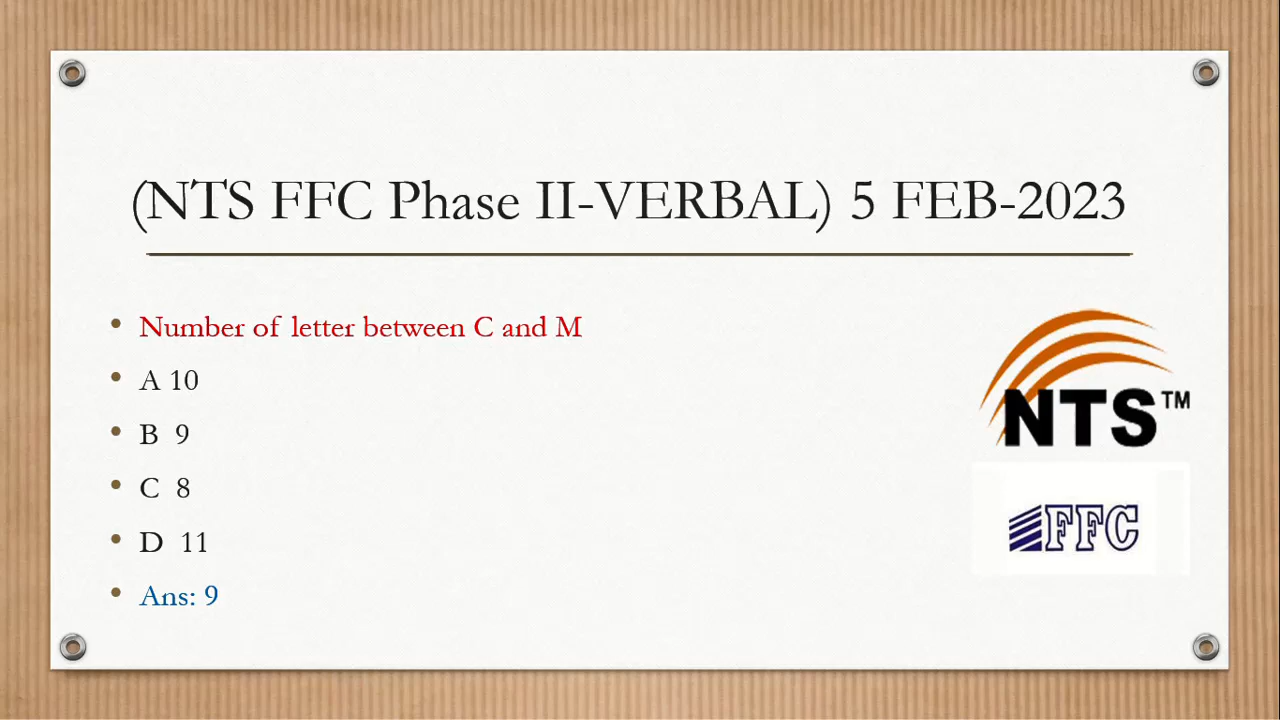 (NTS FFC Phase II-VERBAL) 5 FEB-2023
• Number of letter between C and M
• A 10
• B 9
• C 8
• D 11
• Ans: 9
NTS™
FFC